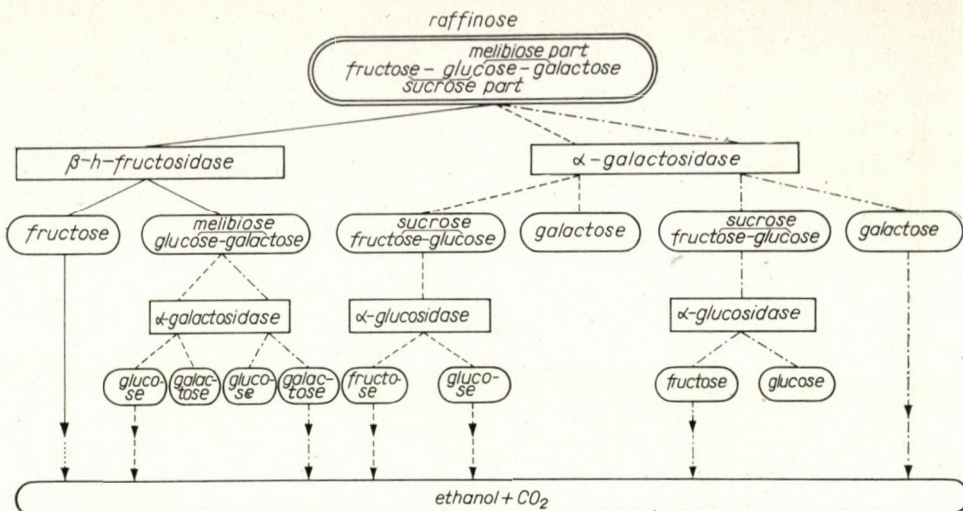 raffinose
melibiose part
fructose – glucose – galactose
sucrose part
β-h-fructosidase
α-galactosidase
fructose
melibiose
glucose-galactose
sucrose
fructose-glucose
galactose
sucrose
fructose-glucose
galactose
α-galactosidase
α-glucosidase
α-glucosidase
gluco-
se
galac-
tose
gluco-
se
galac-
tose
fructo-
se
gluco-
se
fructose
glucose
ethanol + CO₂